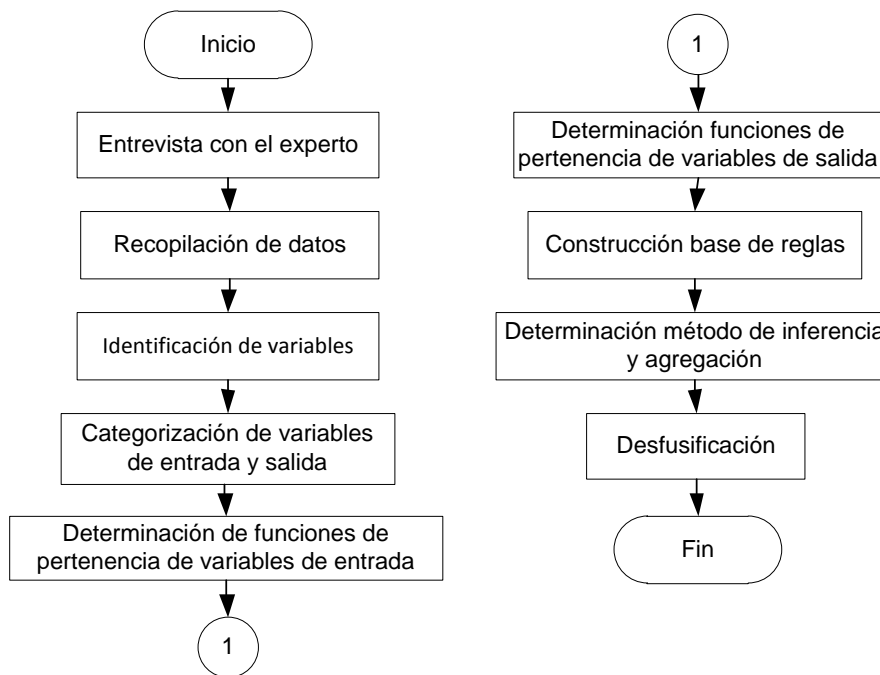 Inicio
Entrevista con el experto
Recopilación de datos
Identificación de variables
Categorización de variables
de entrada y salida
Determinación de funciones de
pertenencia de variables de entrada
1
1
Determinación funciones de
pertenencia de variables de salida
Construcción base de reglas
Determinación método de inferencia
y agregación
Desfusificación
Fin